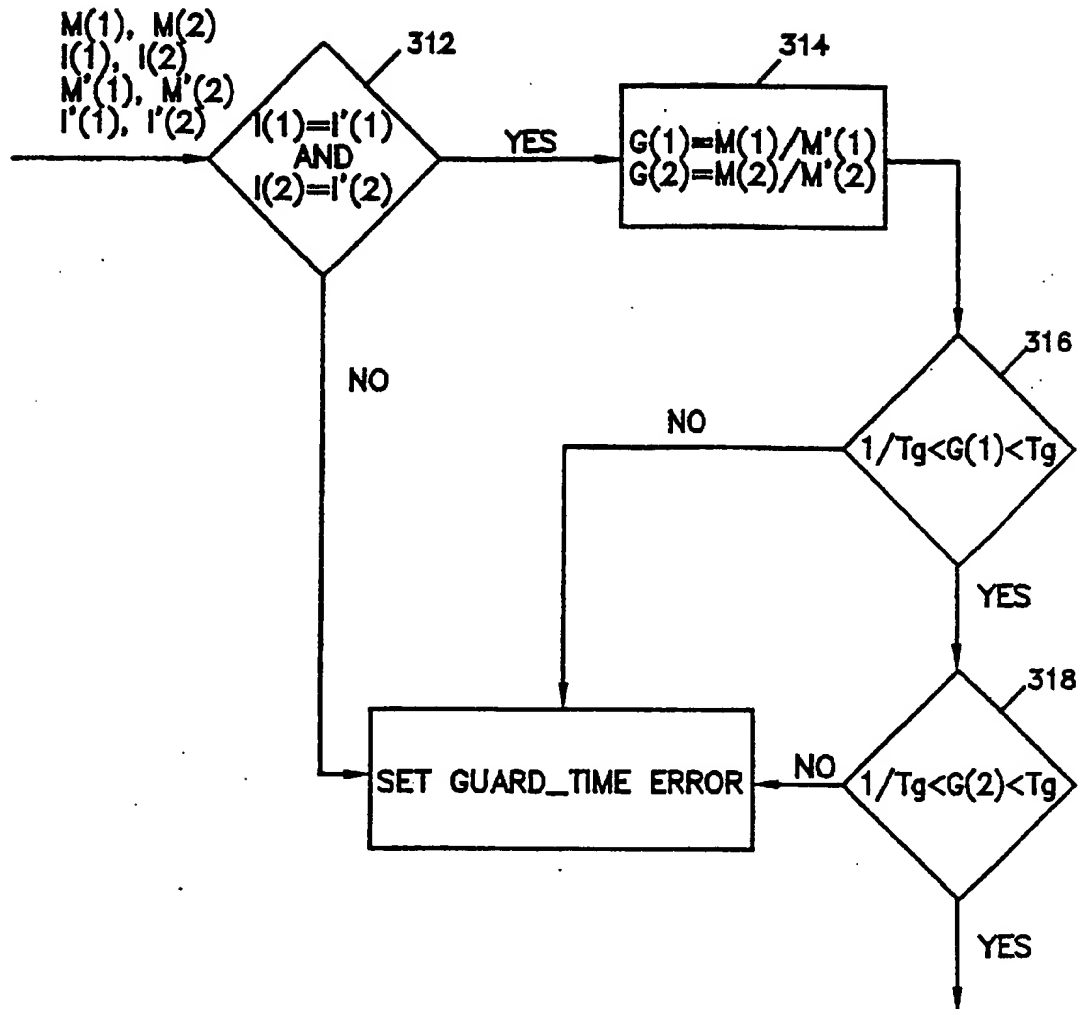 M(1), M(2)
I(1), I(2)
M'(1), M'(2)
I'(1), I'(2)
312
I(1)=I'(1)
AND
I(2)=I'(2)
YES
314
G(1)=M(1)/M'(1)
G(2)=M(2)/M'(2)
316
NO
NO
1/Tg<G(1)<Tg
YES
318
SET GUARD_TIME ERROR
NO
1/Tg<G(2)<Tg
YES